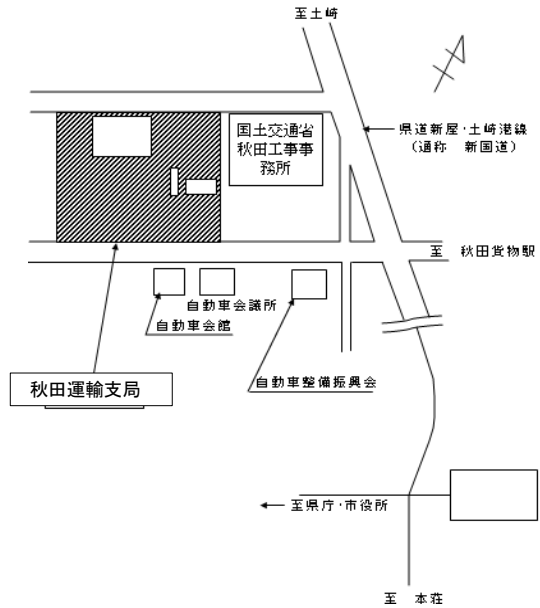 至土崎
国土交通省
秋田工事事
務所
県道新屋・土崎港線
（通称　新国道）
至　秋田貨物駅
自動車会議所
自動車会館
秋田運輸支局
自動車整備振興会
至県庁・市役所
至　本荘